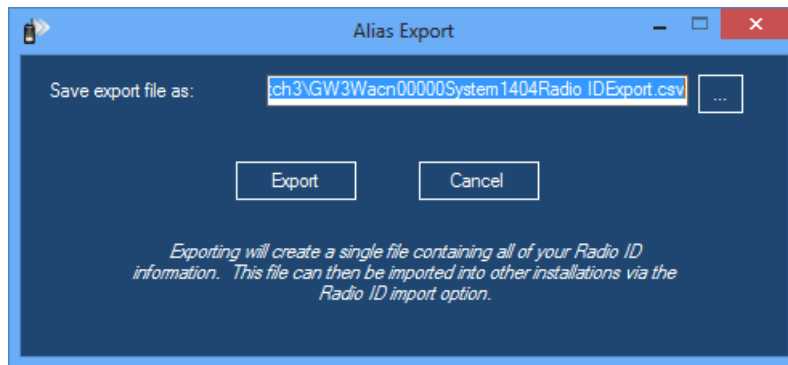 Alias Export
Save export file as:
tch3\GW3Wacn00000System1404Radio IDExport.csv
...
Export
Cancel
Exporting will create a single file containing all of your Radio ID
information.  This file can then be imported into other installations via the
Radio ID import option.